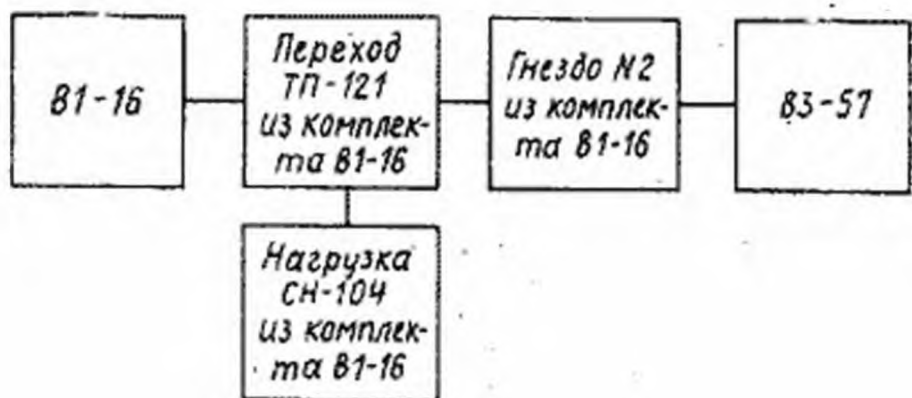 В1-16
Переход
ТП-121
из комплек-
та В1-16
Гнездо N2
из комплек-
та В1-16
В3-57
Нагрузка
СН-104
из комплек-
та В1-16